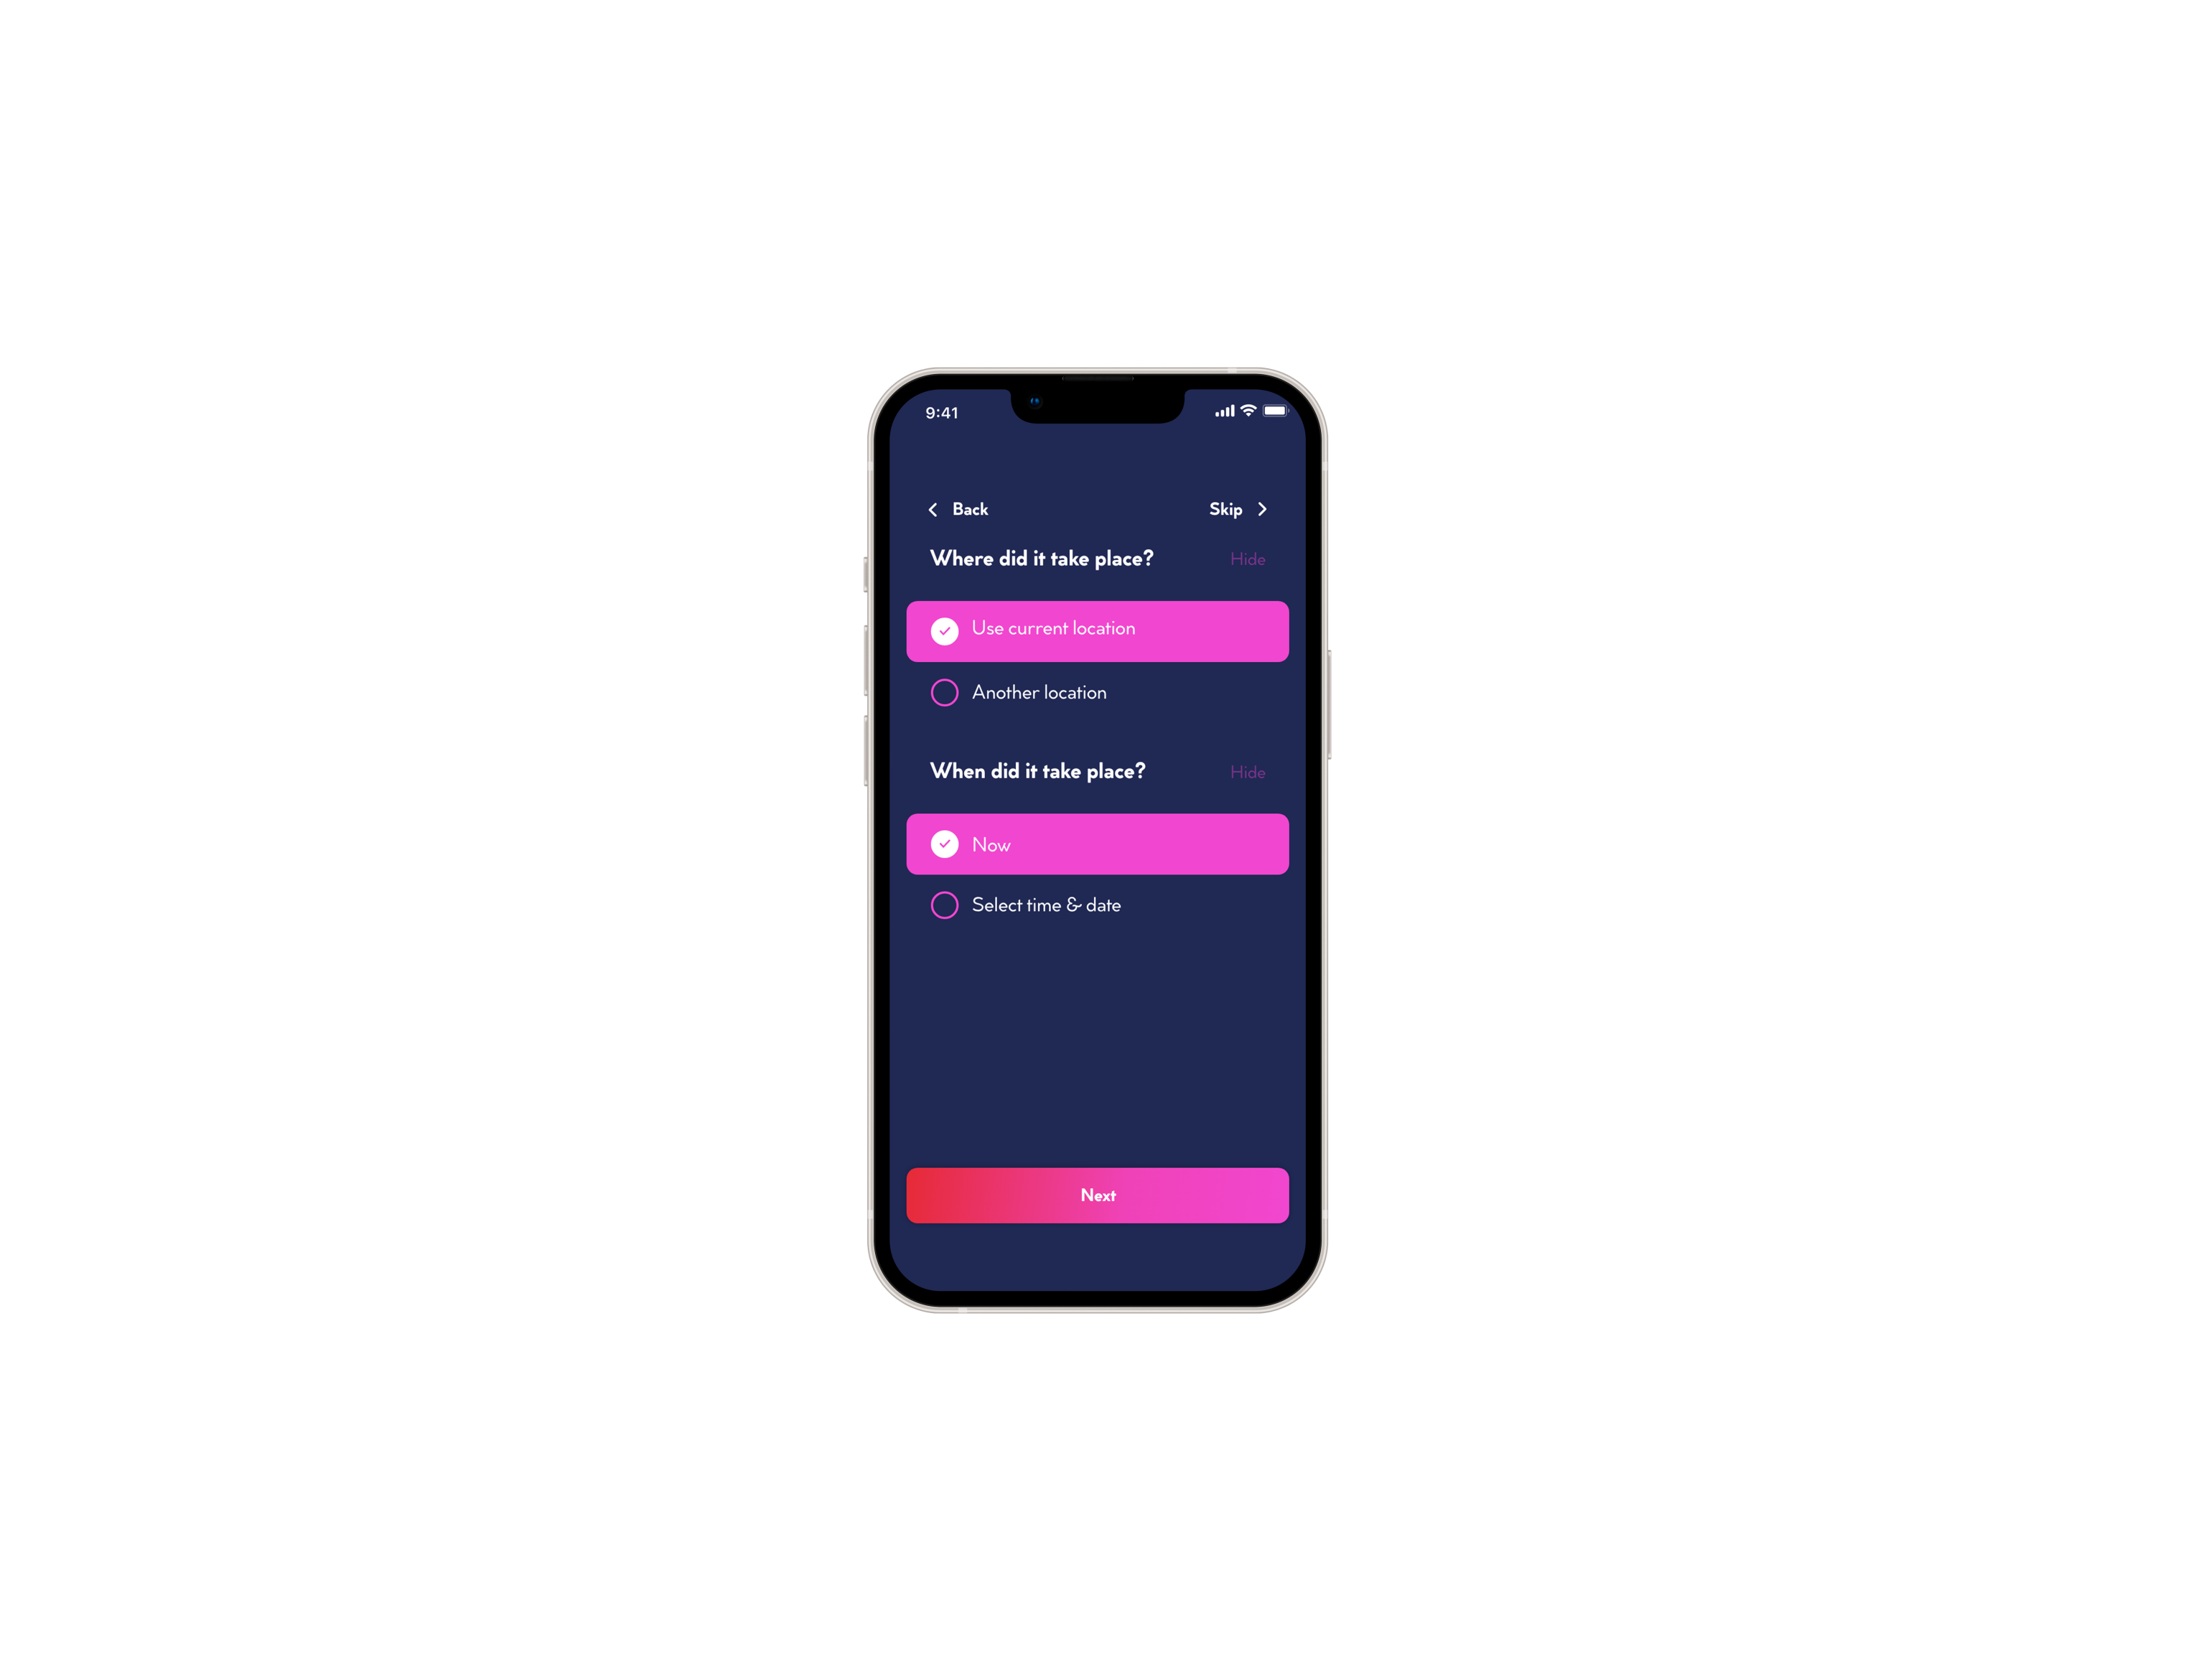 9:41
Back Skip
Where did it take place? Hide
Use current location
Another location
When did it take place? Hide
Now
Select time & date
Next